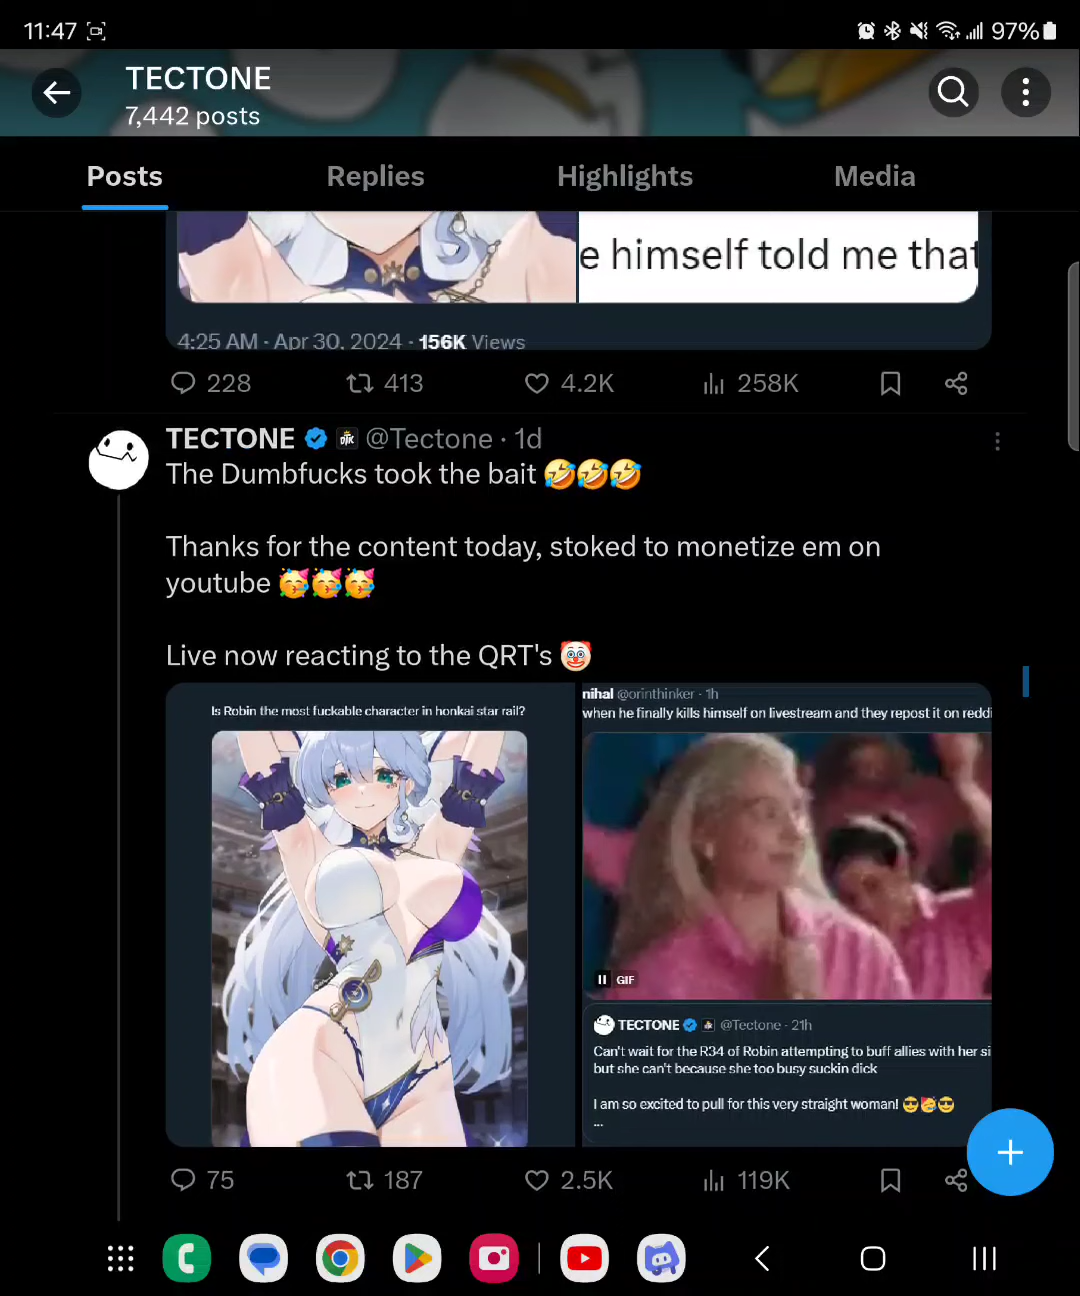 11:47
97%
TECTONE
7,442 posts
Posts
Replies
Highlights
Media
e himself told me that
4:25 AM · Apr 30, 2024 · 156K Views
228
413
4.2K
258K
TECTONE @Tectone · 1d
The Dumbfucks took the bait 🤣🤣🤣
Thanks for the content today, stoked to monetize em on
youtube 🥳🥳🥳
Live now reacting to the QRT's 🤡
Is Robin the most fuckable character in honkai star rail?
nihal @orinthinker · 1h
when he finally kills himself on livestream and they repost it on reddi
GIF
TECTONE @Tectone · 21h
Can't wait for the R34 of Robin attempting to buff allies with her si
but she can't because she too busy suckin dick
I am so excited to pull for this very straight woman! 😎🥳😎
...
75
187
2.5K
119K